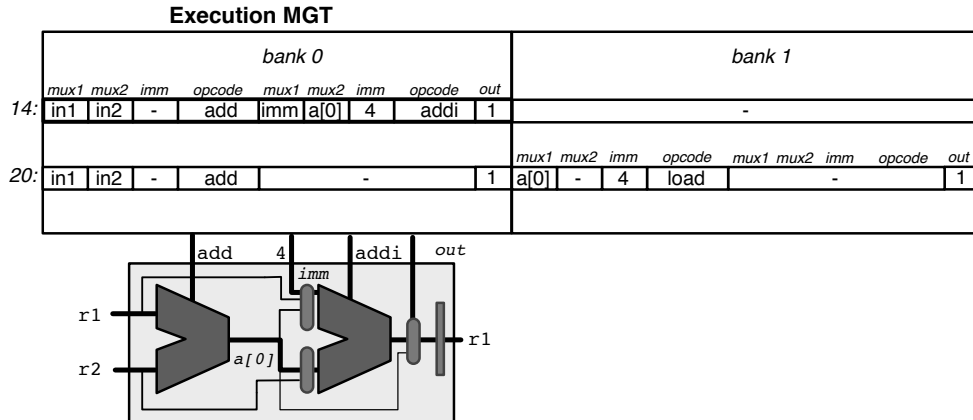 Execution MGT
bank 0 bank 1
mux1 mux2 imm opcode mux1 mux2 imm opcode out
14: in1 in2 - add imm a[0] 4 addi 1 -
mux1 mux2 imm opcode mux1 mux2 imm opcode out
20: in1 in2 - add - 1 a[0] - 4 load - 1
add 4 addi out
imm
r1
r1
a[0]
r2